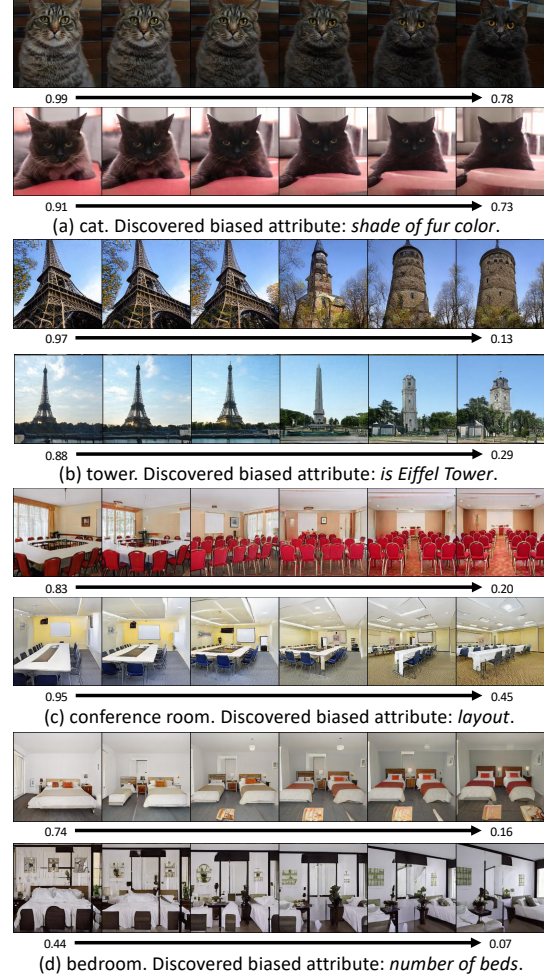 0.99 0.78
0.91 0.73
(a) cat. Discovered biased attribute: shade of fur color.
0.97 0.13
0.88 0.29
(b) tower. Discovered biased attribute: is Eiffel Tower.
0.83 0.20
0.95 0.45
(c) conference room. Discovered biased attribute: layout.
0.74 0.16
0.44 0.07
(d) bedroom. Discovered biased attribute: number of beds.